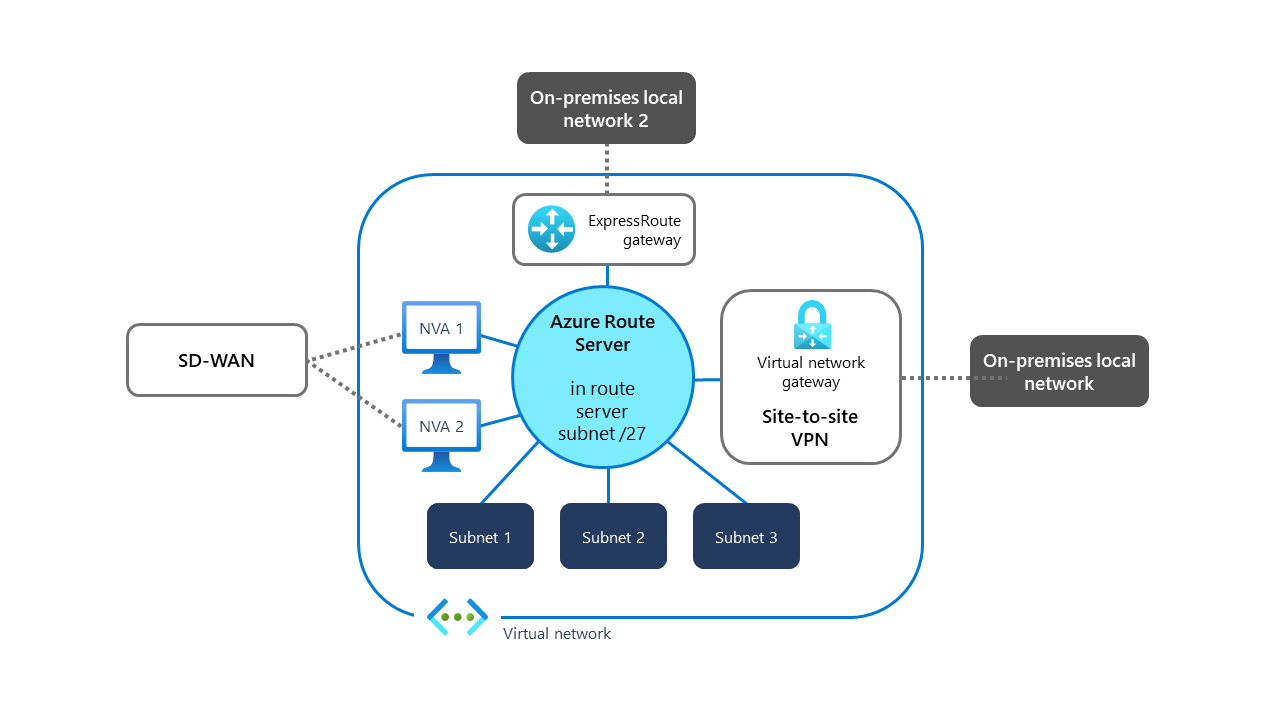 On-premises local
network 2
ExpressRoute
gateway
NVA 1
Azure Route
Server
in route
server
subnet /27
SD-WAN
NVA 2
Virtual network
gateway
Site-to-site
VPN
On-premises local
network
Subnet 1
Subnet 2
Subnet 3
Virtual network